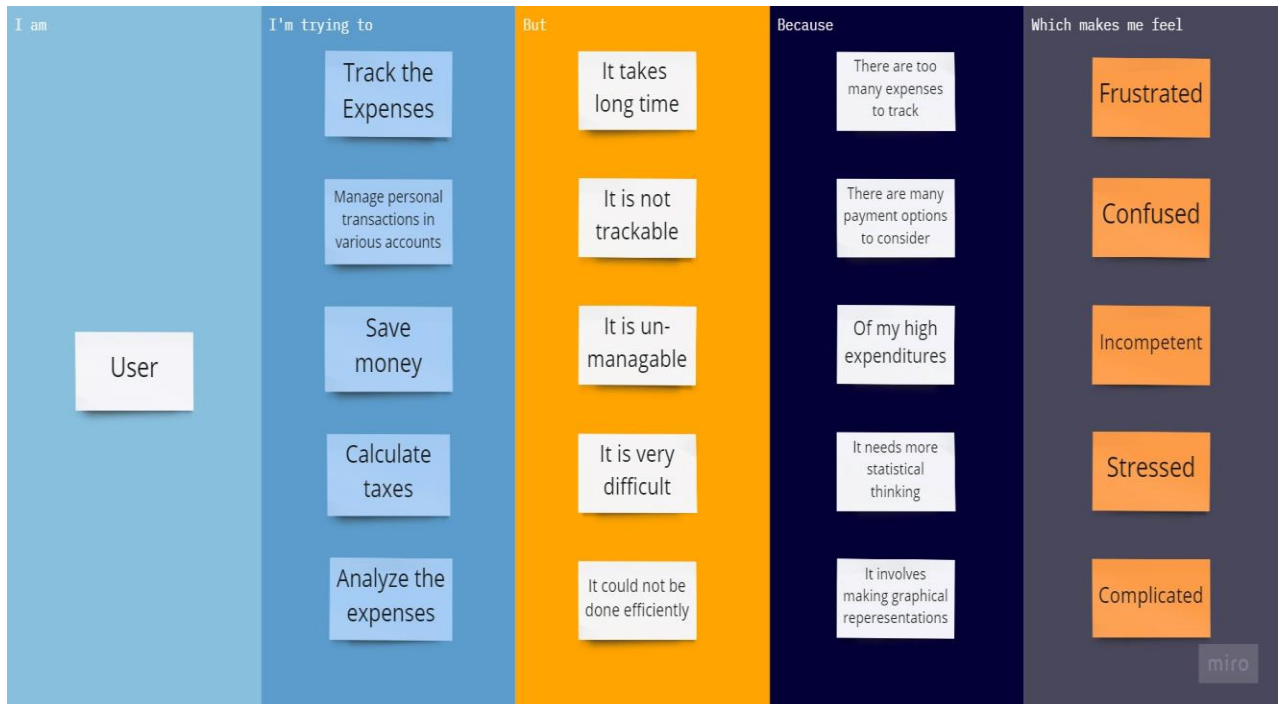 I am
I'm trying to
But
Because
Which makes me feel
User
Track the
Expenses
It takes
long time
There are too
many expenses
to track
Frustrated
Manage personal
transactions in
various accounts
It is not
trackable
There are many
payment options
to consider
Confused
Save
money
It is un-
managable
Of my high
expenditures
Incompetent
Calculate
taxes
It is very
difficult
It needs more
statistical
thinking
Stressed
Analyze the
expenses
It could not be
done efficiently
It involves
making graphical
reperesentations
Complicated
miro